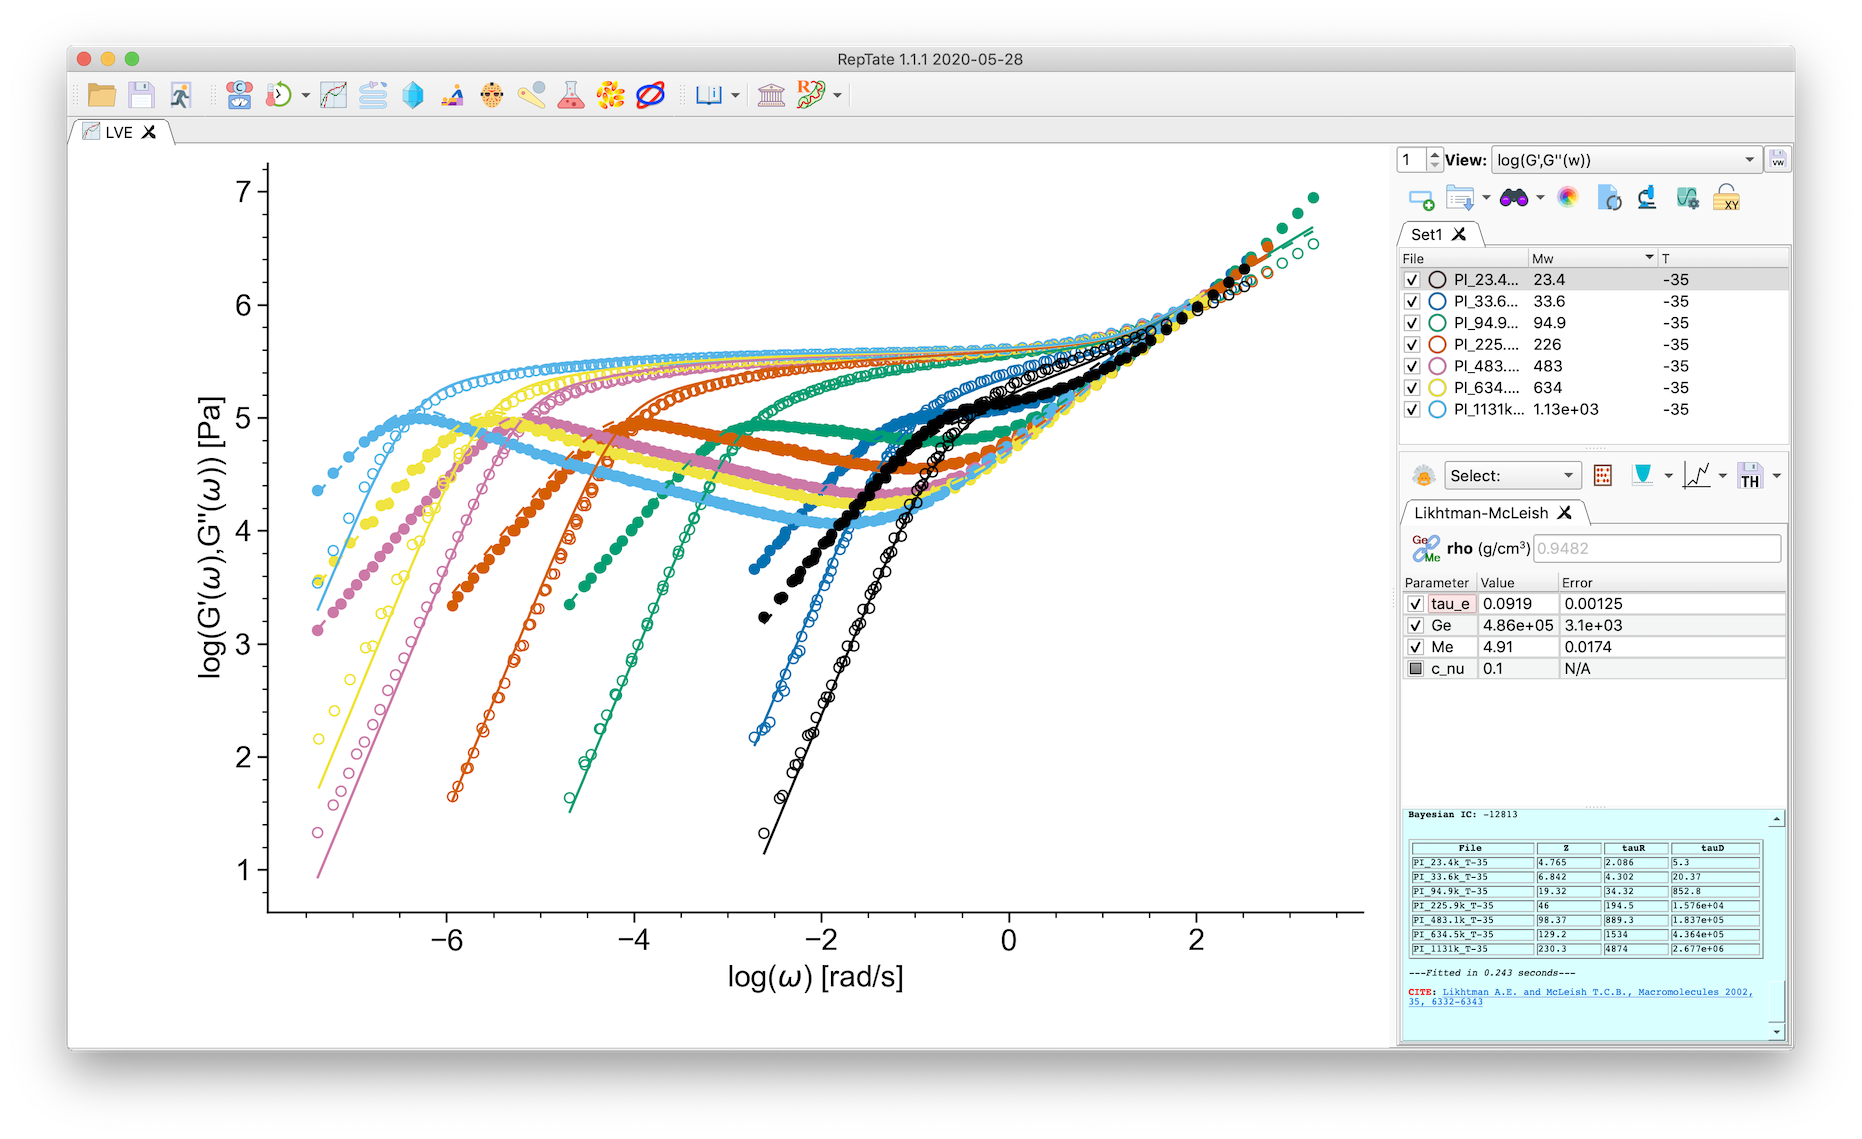 RepTate 1.1.1 2020-05-28
LVE
1 View: log(G',G''(w))
VW
XY
Set1
File Mw T
PI_23.4... 23.4 -35
PI_33.6... 33.6 -35
PI_94.9... 94.9 -35
PI_225.... 226 -35
PI_483.... 483 -35
PI_634.... 634 -35
PI_1131k... 1.13e+03 -35
Select:
TH
Likhtman-McLeish
Ge Me rho (g/cm³) 0.9482
Parameter Value Error
tau_e 0.0919 0.00125
Ge 4.86e+05 3.1e+03
Me 4.91 0.0174
c_nu 0.1 N/A
Bayesian IC: -12813
File Z tauR tauD
PI_23.4k_T-35 4.765 2.086 5.3
PI_33.6k_T-35 6.842 4.302 20.37
PI_94.9k_T-35 19.32 34.32 852.8
PI_225.9k_T-35 46 194.5 1.576e+04
PI_483.1k_T-35 98.37 889.3 1.837e+05
PI_634.5k_T-35 129.2 1534 4.364e+05
PI_1131k_T-35 230.3 4874 2.677e+06
---Fitted in 0.243 seconds---
CITE: Likhtman A.E. and McLeish T.C.B., Macromolecules 2002,
35, 6332-6343
log(G'(ω),G''(ω)) [Pa]
7
6
5
4
3
2
1
−6 −4 −2 0 2
log(ω) [rad/s]